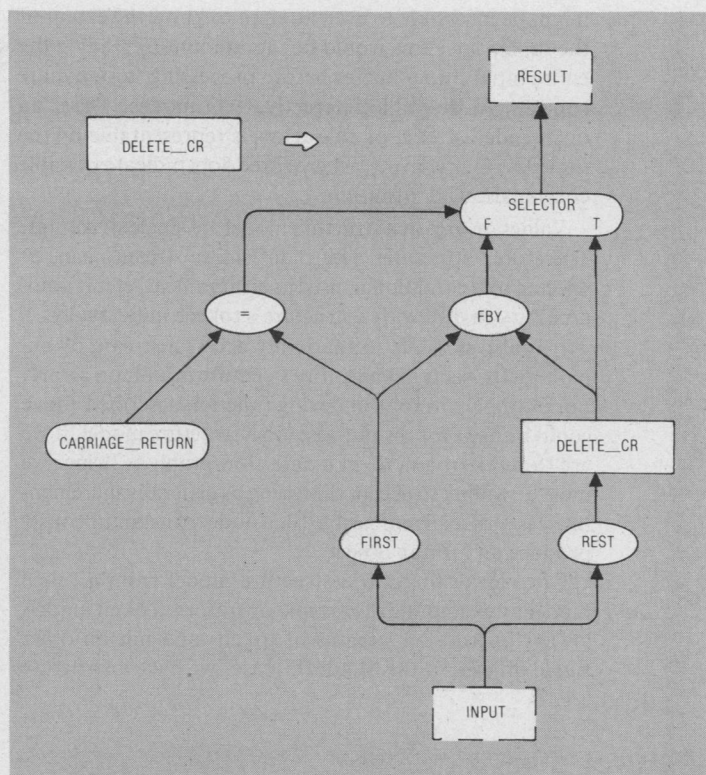 RESULT
DELETE__CR
SELECTOR
F T
=
FBY
CARRIAGE__RETURN
DELETE__CR
FIRST
REST
INPUT